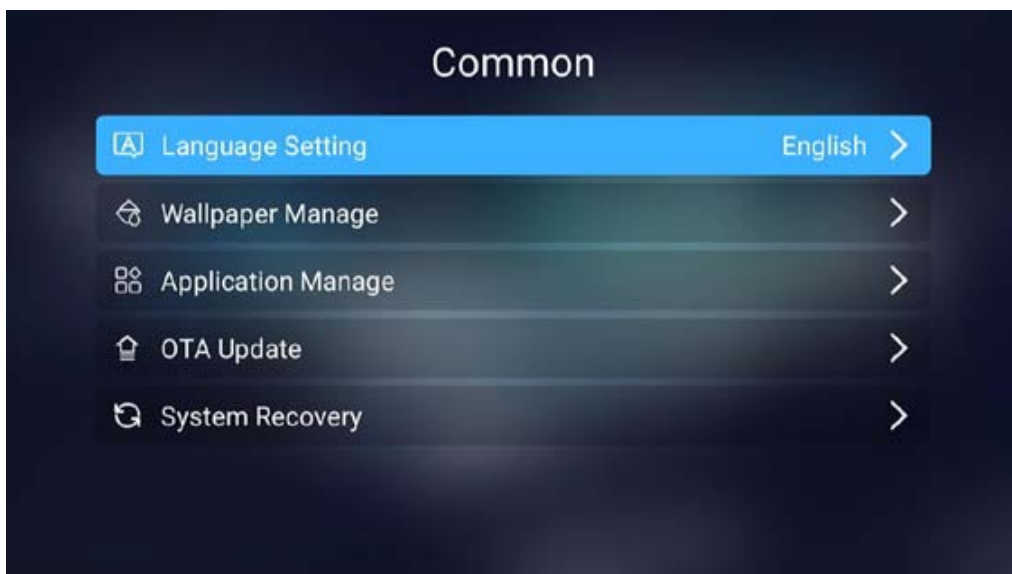 Common
Language Setting English
Wallpaper Manage
Application Manage
OTA Update
System Recovery